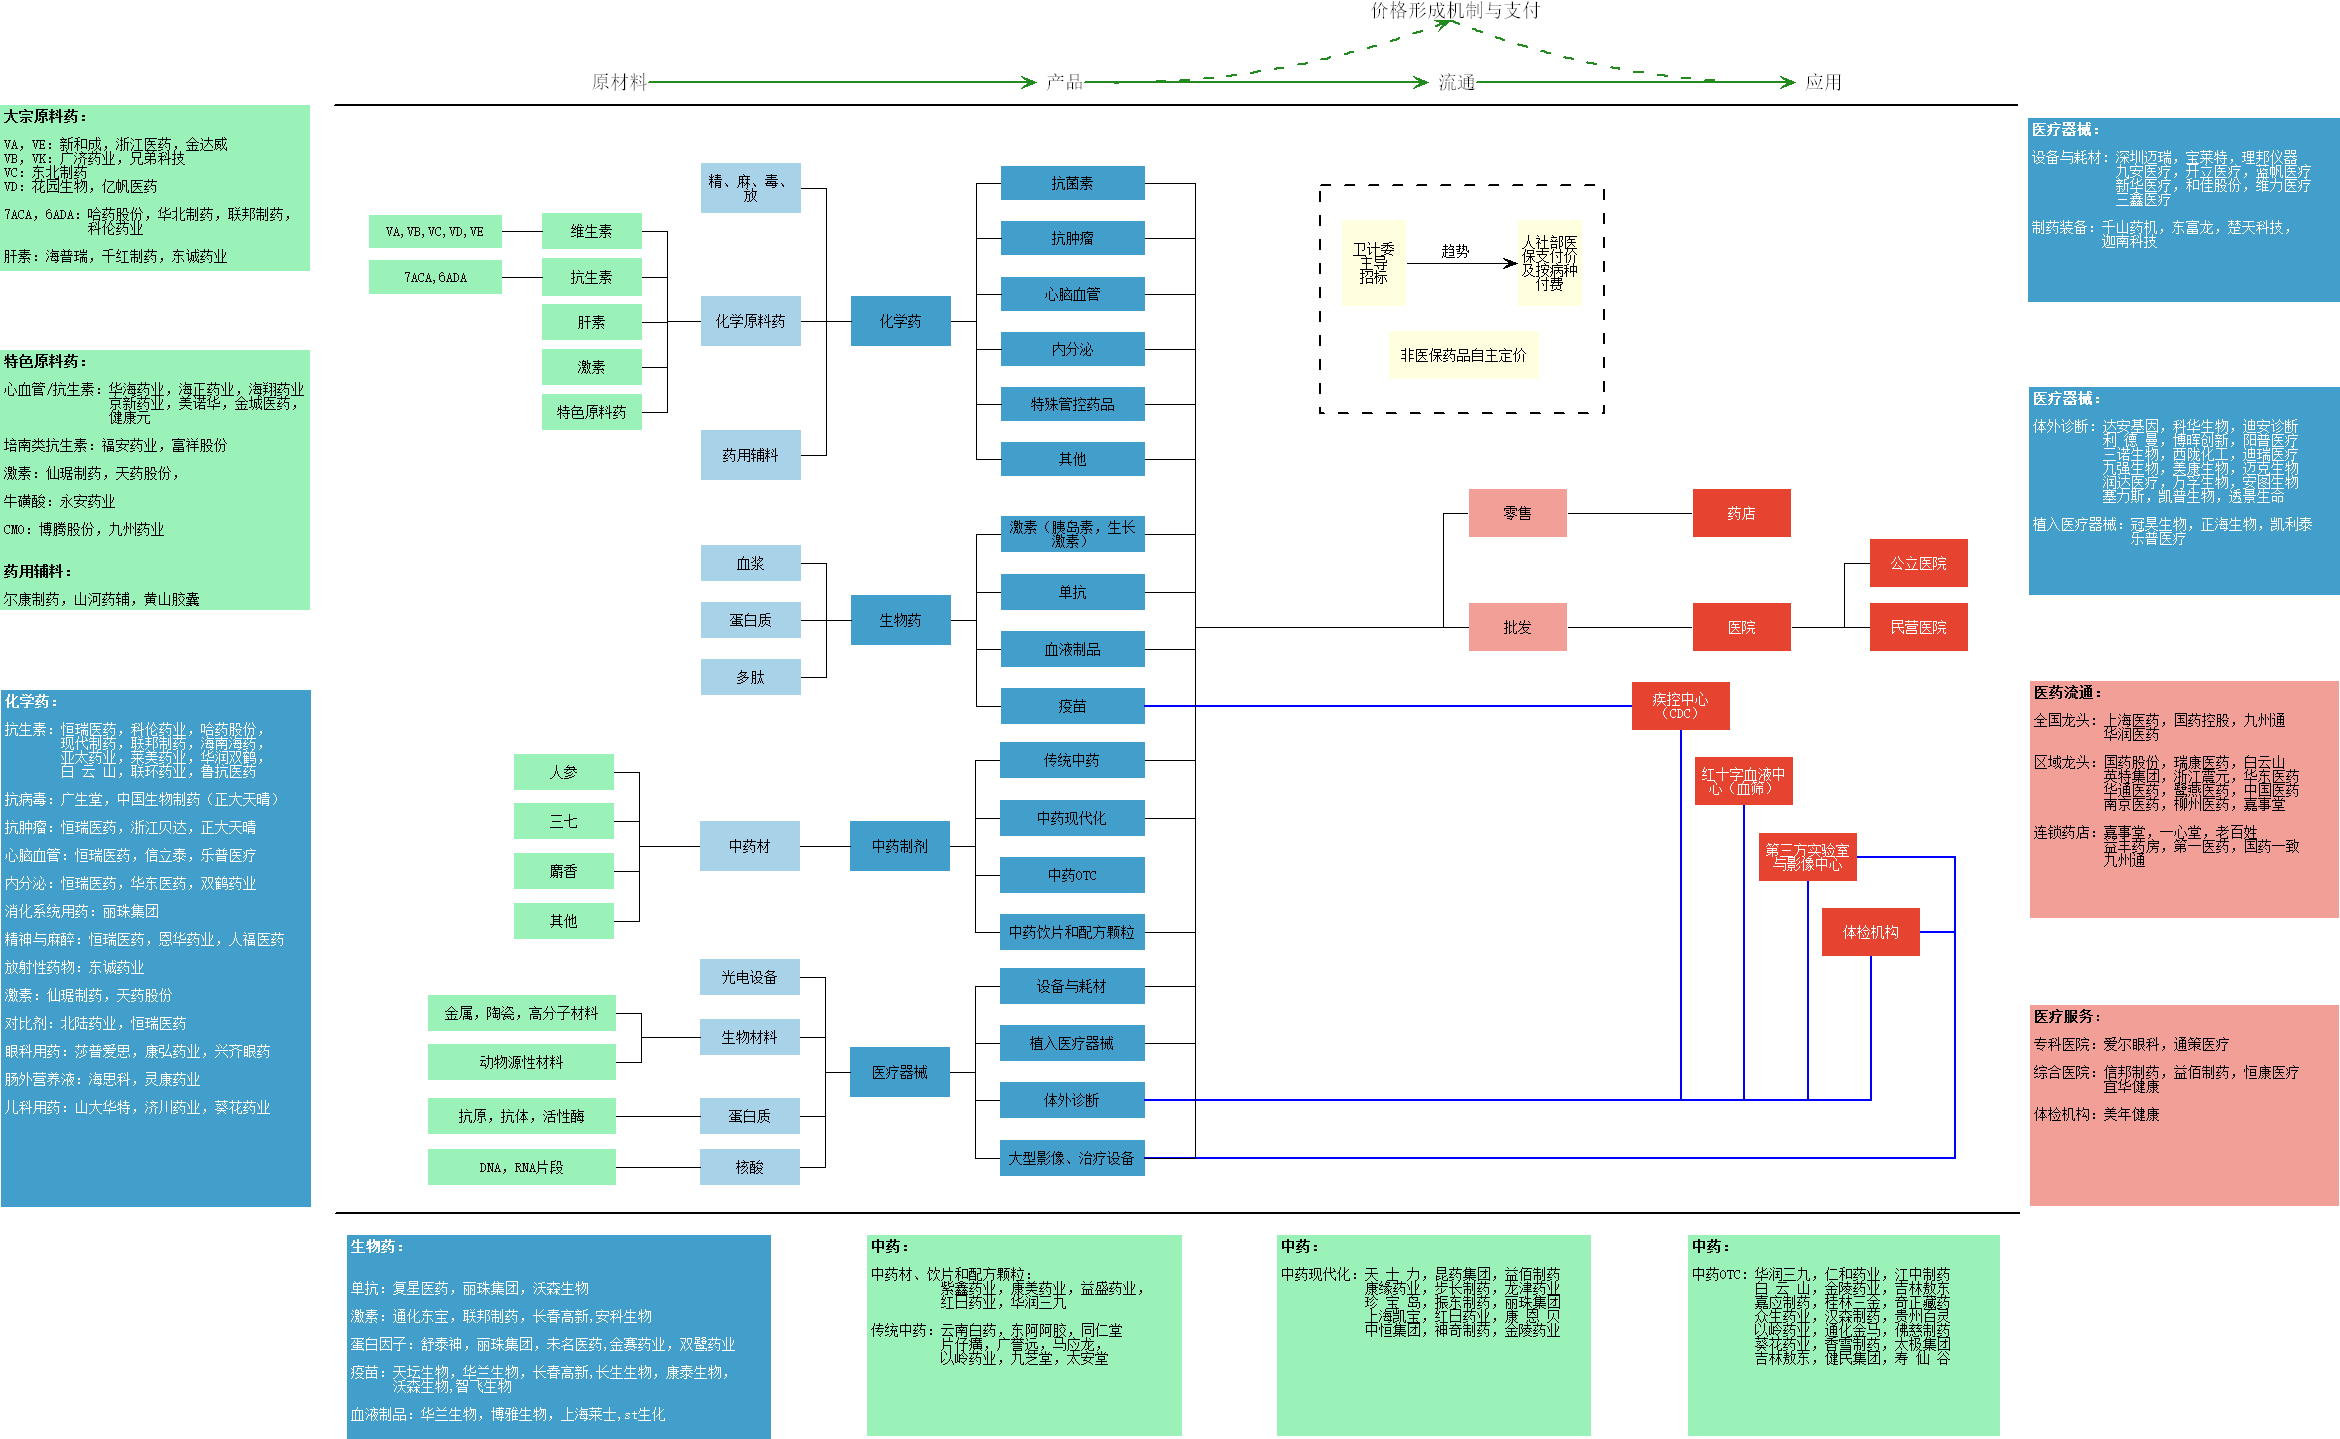 价格形成机制与支付
原材料
产品
流通
应用
大宗原料药：
VA，VE：新和成，浙江医药，金达威
VB，VK：广济药业，兄弟科技
VC：东北制药
VD：花园生物，亿帆医药
7ACA，6ADA：哈药股份，华北制药，联邦制药，
科伦药业
肝素：海普瑞，千红制药，东诚药业
特色原料药：
心血管/抗生素：华海药业，海正药业，海翔药业
京新药业，美诺华，金城医药，
健康元
培南类抗生素：福安药业，富祥股份
激素：仙琚制药，天药股份，
牛磺酸：永安药业
CMO：博腾股份，九州药业
药用辅料：
尔康制药，山河药辅，黄山胶囊
化学药：
抗生素：恒瑞医药，科伦药业，哈药股份，
现代制药，联邦制药，海南海药，
亚太药业，莱美药业，华润双鹤，
白 云 山，联环药业，鲁抗医药
抗病毒：广生堂，中国生物制药（正大天晴）
抗肿瘤：恒瑞医药，浙江贝达，正大天晴
心脑血管：恒瑞医药，信立泰，乐普医疗
内分泌：恒瑞医药，华东医药，双鹤药业
消化系统用药：丽珠集团
精神与麻醉：恒瑞医药，恩华药业，人福医药
放射性药物：东诚药业
激素：仙琚制药，天药股份
对比剂：北陆药业，恒瑞医药
眼科用药：莎普爱思，康弘药业，兴齐眼药
肠外营养液：海思科，灵康药业
儿科用药：山大华特，济川药业，葵花药业
VA,VB,VC,VD,VE
7ACA,6ADA
维生素
抗生素
肝素
激素
特色原料药
精、麻、毒、
放
化学原料药
药用辅料
化学药
抗菌素
抗肿瘤
心脑血管
内分泌
特殊管控药品
其他
血浆
蛋白质
多肽
生物药
激素（胰岛素，生长
激素）
单抗
血液制品
疫苗
人参
三七
麝香
其他
中药材
中药制剂
传统中药
中药现代化
中药OTC
中药饮片和配方颗粒
金属，陶瓷，高分子材料
动物源性材料
抗原，抗体，活性酶
DNA，RNA片段
光电设备
生物材料
蛋白质
核酸
医疗器械
设备与耗材
植入医疗器械
体外诊断
大型影像、治疗设备
卫计委
主导
招标
趋势
人社部医
保支付价
及按病种
付费
非医保药品自主定价
零售
批发
药店
医院
公立医院
民营医院
疾控中心
（CDC）
红十字血液中
心（血筛）
第三方实验室
与影像中心
体检机构
医疗器械：
设备与耗材：深圳迈瑞，宝莱特，理邦仪器
九安医疗，开立医疗，蓝帆医疗
新华医疗，和佳股份，维力医疗
三鑫医疗
制药装备：千山药机，东富龙，楚天科技，
迦南科技
医疗器械：
体外诊断：达安基因，科华生物，迪安诊断
利 德 曼，博晖创新，阳普医疗
三诺生物，西陇化工，迪瑞医疗
九强生物，美康生物，迈克生物
润达医疗，万孚生物，安图生物
塞力斯，凯普生物，透景生命
植入医疗器械：冠昊生物，正海生物，凯利泰
乐普医疗
医药流通：
全国龙头：上海医药，国药控股，九州通
华润医药
区域龙头：国药股份，瑞康医药，白云山
英特集团，浙江震元，华东医药
华通医药，鹭燕医药，中国医药
南京医药，柳州医药，嘉事堂
连锁药店：嘉事堂，一心堂，老百姓
益丰药房，第一医药，国药一致
九州通
医疗服务：
专科医院：爱尔眼科，通策医疗
综合医院：信邦制药，益佰制药，恒康医疗
宜华健康
体检机构：美年健康
生物药：
单抗：复星医药，丽珠集团，沃森生物
激素：通化东宝，联邦制药，长春高新,安科生物
蛋白因子：舒泰神，丽珠集团，未名医药,金赛药业，双鹭药业
疫苗：天坛生物，华兰生物，长春高新,长生生物，康泰生物，
沃森生物,智飞生物
血液制品：华兰生物，博雅生物，上海莱士,st生化
中药：
中药材、饮片和配方颗粒：
紫鑫药业，康美药业，益盛药业，
红日药业，华润三九
传统中药：云南白药，东阿阿胶，同仁堂
片仔癀，广誉远，马应龙，
以岭药业，九芝堂，太安堂
中药：
中药现代化：天 士 力，昆药集团，益佰制药
康缘药业，步长制药，龙津药业
珍 宝 岛，振东制药，丽珠集团
上海凯宝，红日药业，康 恩 贝
中恒集团，神奇制药，金陵药业
中药：
中药OTC：华润三九，仁和药业，江中制药
白 云 山，金陵药业，吉林敖东
嘉应制药，桂林三金，奇正藏药
众生药业，汉森制药，贵州百灵
以岭药业，通化金马，佛慈制药
葵花药业，香雪制药，太极集团
吉林敖东，健民集团，寿 仙 谷